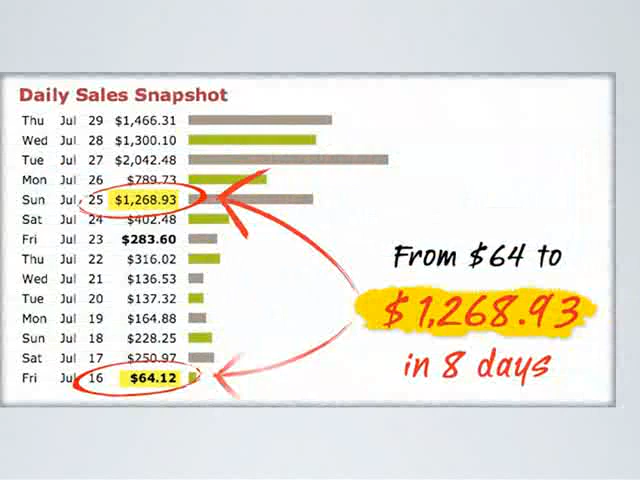 Daily Sales Snapshot
Thu Jul 29 $1,466.31
Wed Jul 28 $1,300.10
Tue Jul 27 $2,042.48
Mon Jul 26 $789.73
Sun Jul 25 $1,268.93
Sat Jul 24 $402.48
Fri Jul 23 $283.60
Thu Jul 22 $316.02
Wed Jul 21 $136.53
Tue Jul 20 $137.32
Mon Jul 19 $164.88
Sun Jul 18 $228.25
Sat Jul 17 $250.97
Fri Jul 16 $64.12
From $64 to
$1,268.93
in 8 days